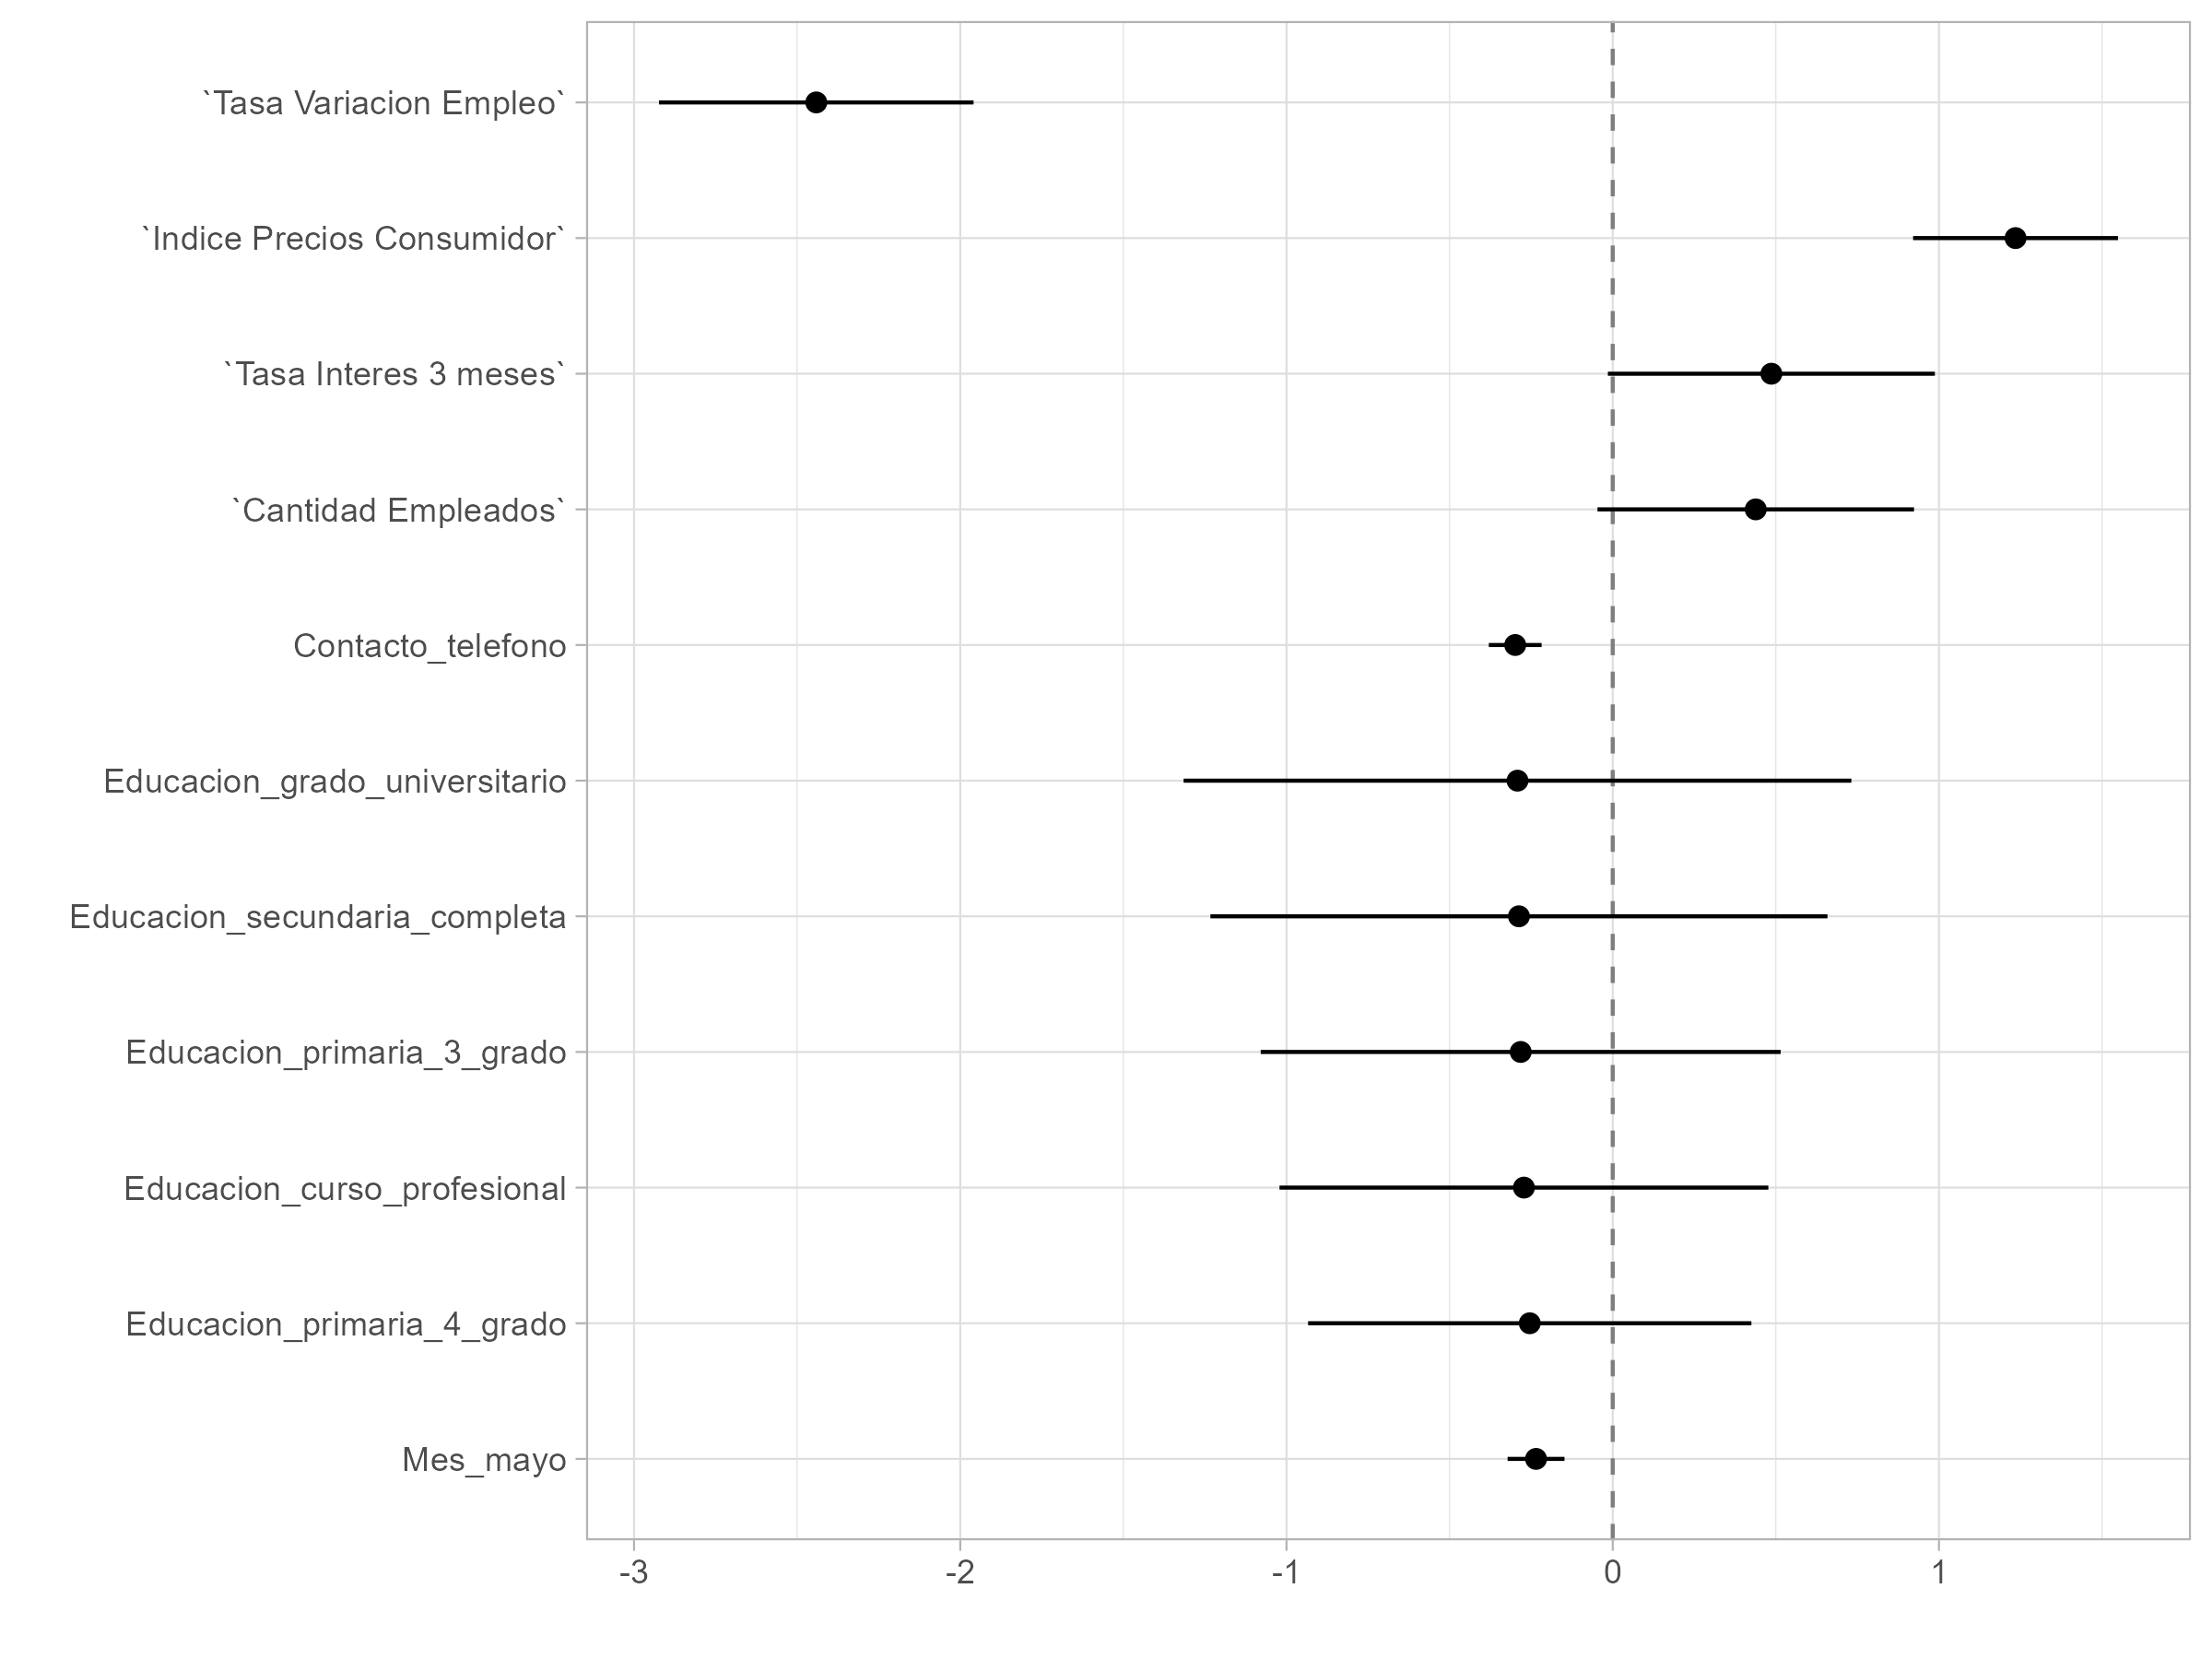 `Tasa Variacion Empleo`
`Indice Precios Consumidor`
`Tasa Interes 3 meses`
`Cantidad Empleados`
Contacto_telefono
Educacion_grado_universitario
Educacion_secundaria_completa
Educacion_primaria_3_grado
Educacion_curso_profesional
Educacion_primaria_4_grado
Mes_mayo
-3 -2 -1 0 1